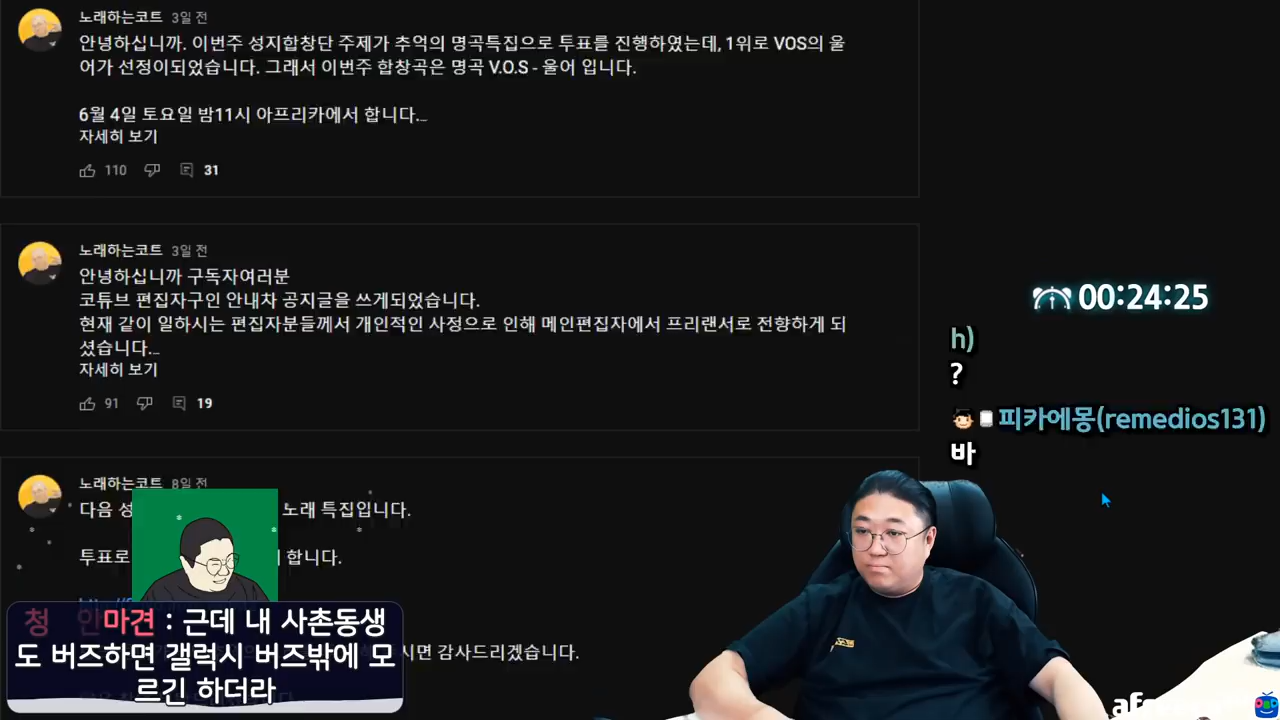 노래하는코트 3일 전
안녕하십니까. 이번주 성지합창단 주제가 추억의 명곡특집으로 투표를 진행하였는데, 1위로 VOS의 울
어가 선정이되었습니다. 그래서 이번주 합창곡은 명곡 V.O.S - 울어 입니다.
6월 4일 토요일 밤11시 아프리카에서 합니다...
자세히 보기
110 31
노래하는코트 3일 전
안녕하십니까 구독자여러분
코튜브 편집자구인 안내차 공지글을 쓰게되었습니다.
현재 같이 일하시는 편집자분들께서 개인적인 사정으로 인해 메인편집자에서 프리랜서로 전향하게 되
셨습니다...
자세히 보기
91 19
노래하는코트 8일 전
다음 성 노래 특집입니다.
투표로 합니다.
시면 감사드리겠습니다.
청 안마견 : 근데 내 사촌동생
도 버즈하면 갤럭시 버즈밖에 모
르긴 하더라
00:24:25
h)
?
피카에몽(remedios131)
바